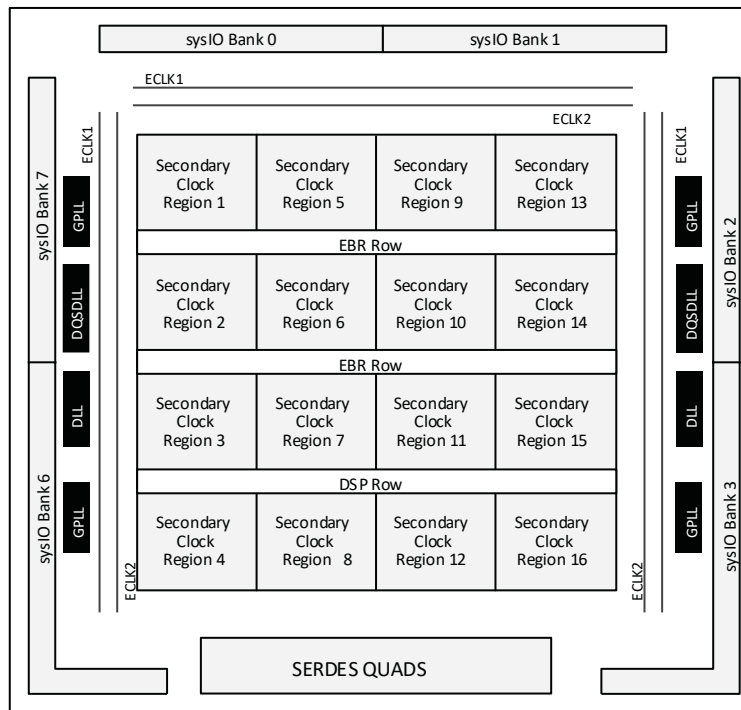 sysIO Bank 0
sysIO Bank 1
ECLK1
ECLK2
sysIO Bank 7
ECLK1
GPLL
DQSDLL
sysIO Bank 6
DLL
GPLL
ECLK2
Secondary
Clock
Region 1
Secondary
Clock
Region 5
Secondary
Clock
Region 9
Secondary
Clock
Region 13
EBR Row
Secondary
Clock
Region 2
Secondary
Clock
Region 6
Secondary
Clock
Region 10
Secondary
Clock
Region 14
EBR Row
Secondary
Clock
Region 3
Secondary
Clock
Region 7
Secondary
Clock
Region 11
Secondary
Clock
Region 15
DSP Row
Secondary
Clock
Region 4
Secondary
Clock
Region 8
Secondary
Clock
Region 12
Secondary
Clock
Region 16
ECLK1
GPLL
sysIO Bank 2
DQSDLL
DLL
GPLL
sysIO Bank 3
ECLK2
SERDES QUADS